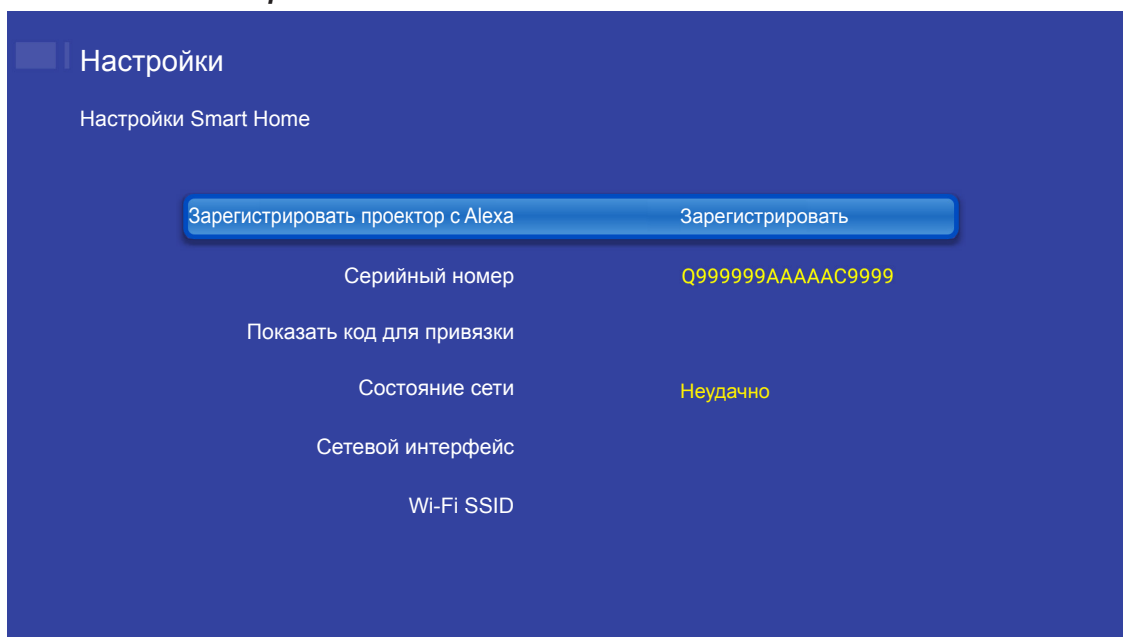 Настройки
Настройки Smart Home
Зарегистрировать проектор с Alexa Зарегистрировать
Серийный номер Q999999AAAAAC9999
Показать код для привязки
Состояние сети Неудачно
Сетевой интерфейс
Wi-Fi SSID